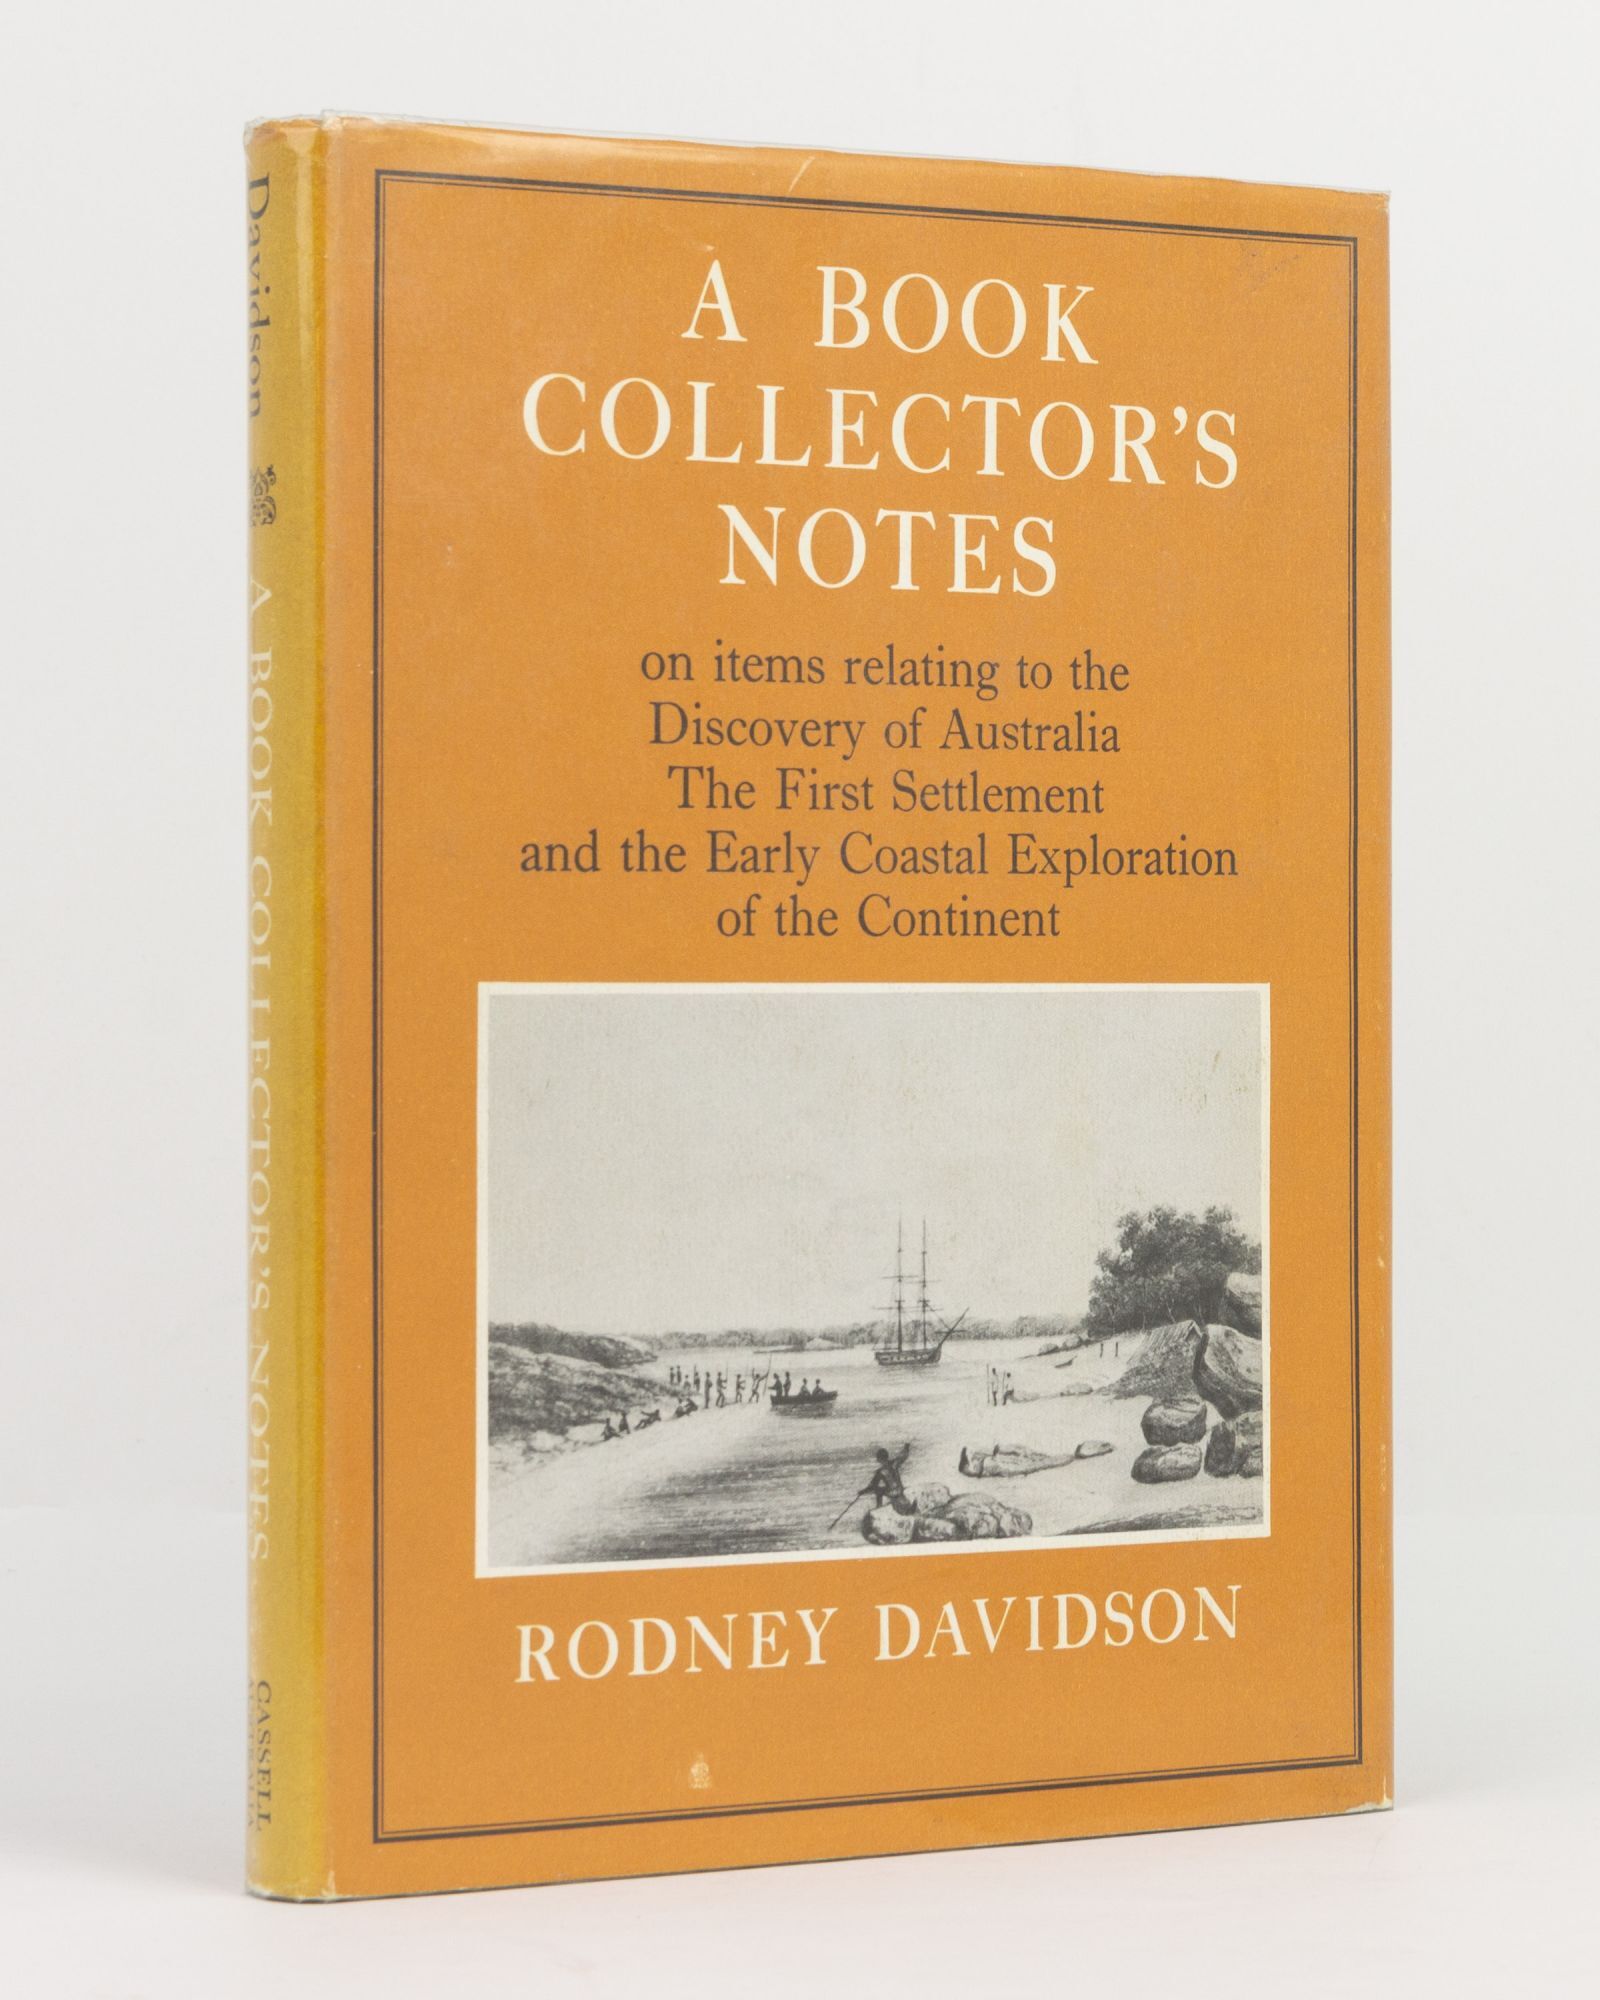 Davidson
A BOOK COLLECTOR'S NOTES
CASSELL
AUSTRALIA
A BOOK
COLLECTOR'S
NOTES
on items relating to the
Discovery of Australia
The First Settlement
and the Early Coastal Exploration
of the Continent
RODNEY DAVIDSON